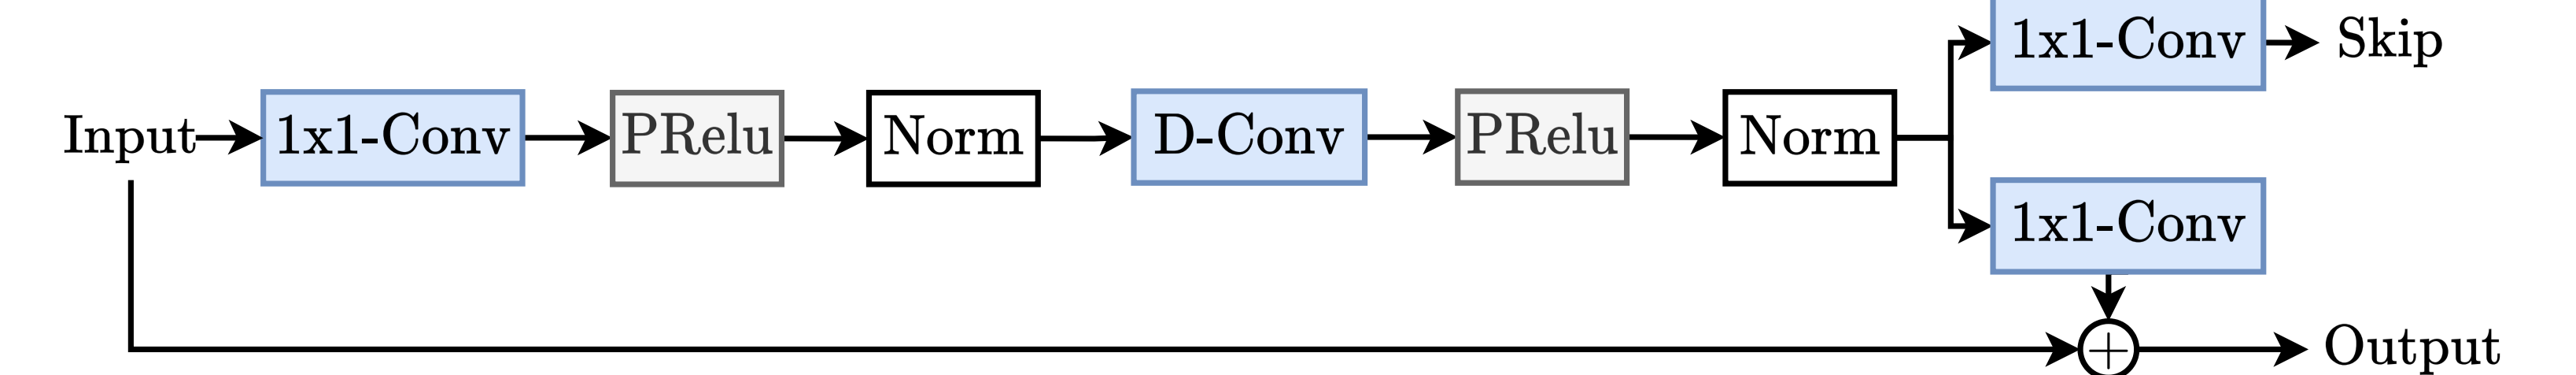 1x1-Conv
Skip
Input
1x1-Conv
PRelu
Norm
D-Conv
PRelu
Norm
1x1-Conv
Output